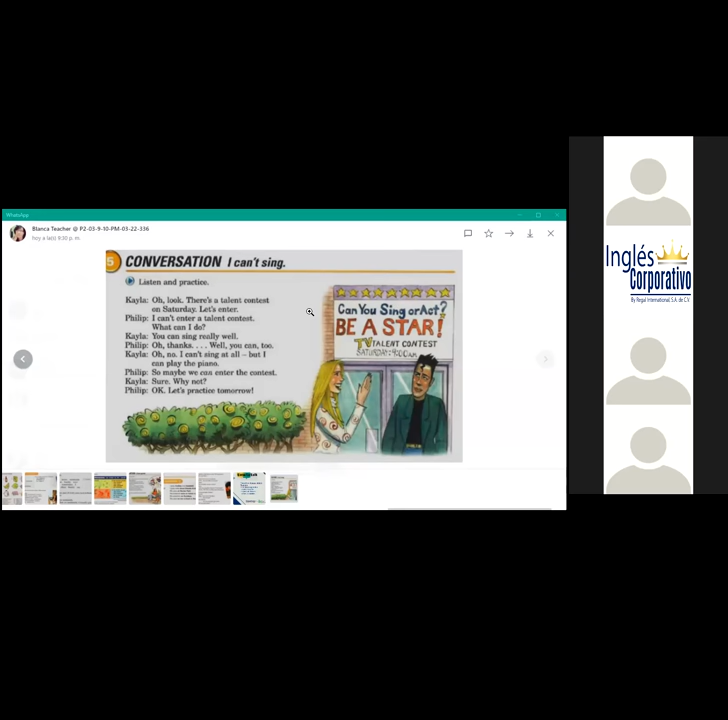 WhatsApp
Blanca Teacher @ P2-03-9-10-PM-03-22-336
hoy a la(s) 9:30 p. m.
5 CONVERSATION I can't sing.
Listen and practice.
Kayla: Oh, look. There's a talent contest
on Saturday. Let's enter.
Philip: I can't enter a talent contest.
What can I do?
Kayla: You can sing really well.
Philip: Oh, thanks. . . . Well, you can, too.
Kayla: Oh, no. I can't sing at all – but I
can play the piano.
Philip: So maybe we can enter the contest.
Kayla: Sure. Why not?
Philip: OK. Let's practice tomorrow!
Can You Sing or Act?
BE A STAR!
TV TALENT CONTEST
SATURDAY
Inglés
Corporativo
By Regal International, S.A. de C.V.